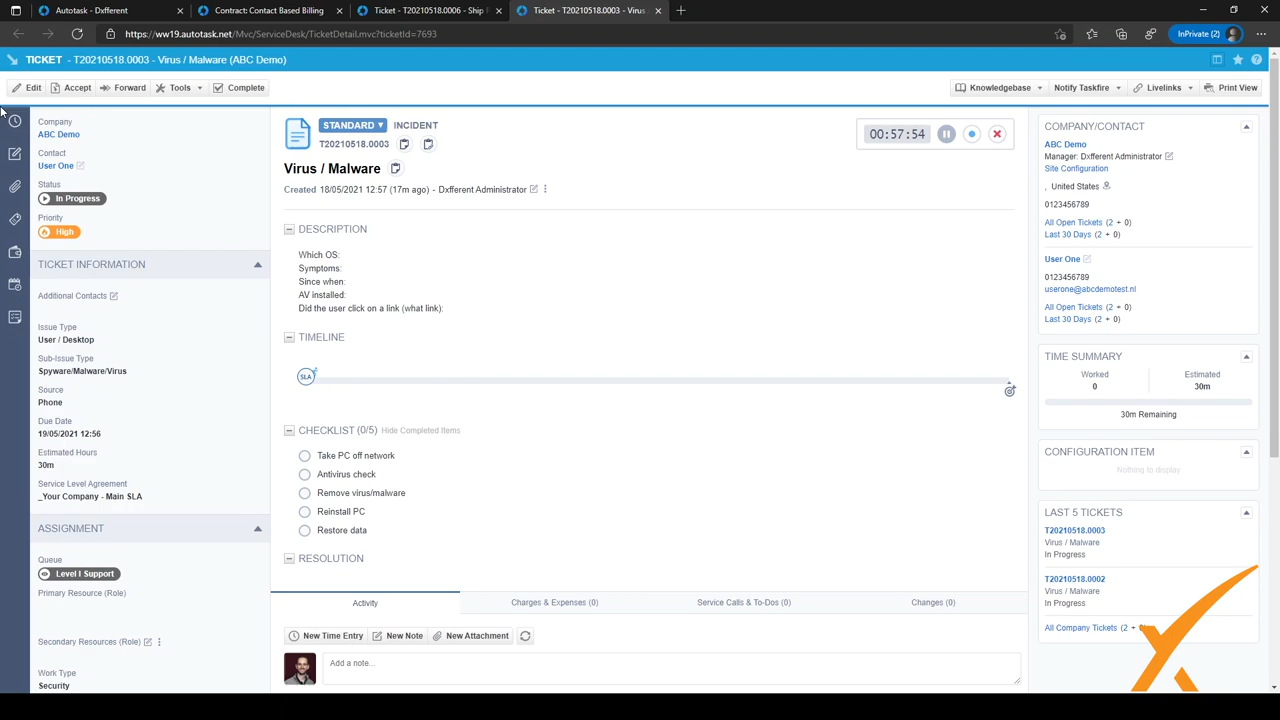 Autotask - Dxfferent
Contract: Contact Based Billing
Ticket - T20210518.0006 - Ship F
Ticket - T20210518.0003 - Virus /
https://ww19.autotask.net/Mvc/ServiceDesk/TicketDetail.mvc?ticketId=7693
InPrivate (2)
TICKET - T20210518.0003 - Virus / Malware (ABC Demo)
Edit Accept Forward Tools Complete
Knowledgebase Notify Taskfire Livelinks Print View
Company
ABC Demo
Contact
User One
Status
In Progress
Priority
High
TICKET INFORMATION
Additional Contacts
Issue Type
User / Desktop
Sub-Issue Type
Spyware/Malware/Virus
Source
Phone
Due Date
19/05/2021 12:56
Estimated Hours
30m
Service Level Agreement
_Your Company - Main SLA
ASSIGNMENT
Queue
Level I Support
Primary Resource (Role)
Secondary Resources (Role)
Work Type
Security
STANDARD INCIDENT
T20210518.0003
00:57:54
Virus / Malware
Created 18/05/2021 12:57 (17m ago) - Dxfferent Administrator
DESCRIPTION
Which OS:
Symptoms:
Since when:
AV installed:
Did the user click on a link (what link):
TIMELINE
SLA
CHECKLIST (0/5) Hide Completed Items
Take PC off network
Antivirus check
Remove virus/malware
Reinstall PC
Restore data
RESOLUTION
Activity
Charges & Expenses (0)
Service Calls & To-Dos (0)
Changes (0)
New Time Entry New Note New Attachment
Add a note...
COMPANY/CONTACT
ABC Demo
Manager: Dxfferent Administrator
Site Configuration
, United States
0123456789
All Open Tickets (2 + 0)
Last 30 Days (2 + 0)
User One
0123456789
userone@abcdemotest.nl
All Open Tickets (2 + 0)
Last 30 Days (2 + 0)
TIME SUMMARY
Worked
0
Estimated
30m
30m Remaining
CONFIGURATION ITEM
Nothing to display
LAST 5 TICKETS
T20210518.0003
Virus / Malware
In Progress
T20210518.0002
Virus / Malware
In Progress
All Company Tickets (2 +